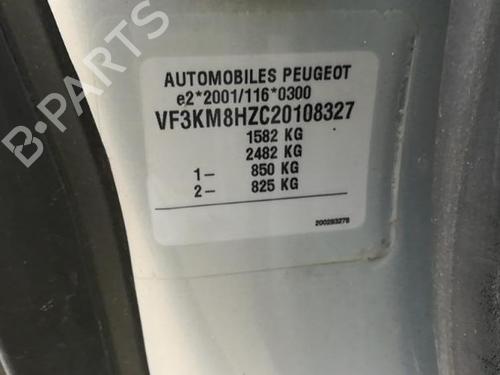 B-PARTS
AUTOMOBILES PEUGEOT
e2*2001/116*0300
VF3KM8HZC20108327
1582 KG
2482 KG
1- 850 KG
2- 825 KG
200283278